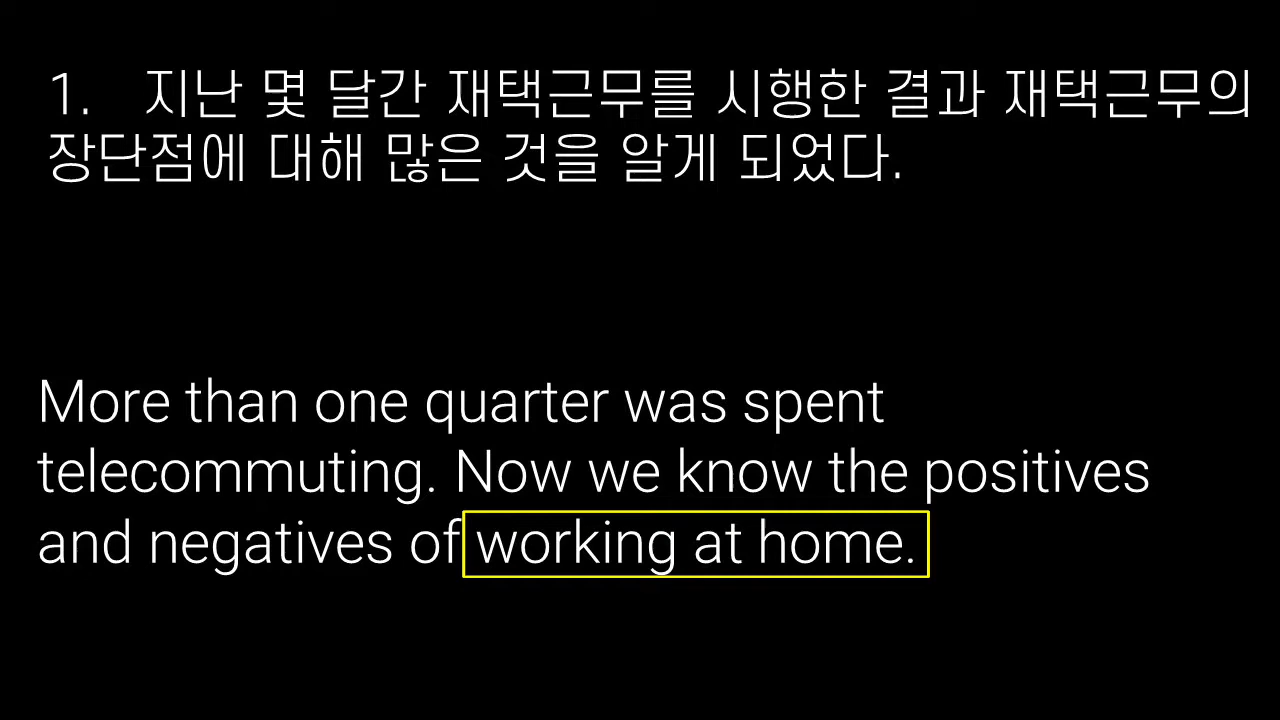 1. 지난 몇 달간 재택근무를 시행한 결과 재택근무의
장단점에 대해 많은 것을 알게 되었다.
More than one quarter was spent
telecommuting. Now we know the positives
and negatives of working at home.